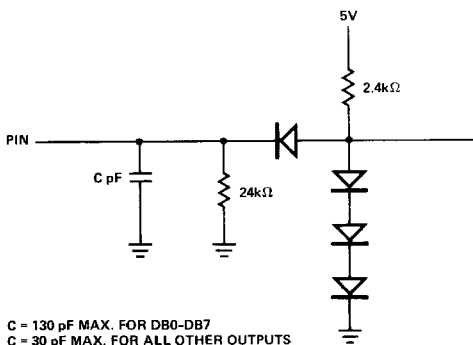 5V
2.4kΩ
PIN
C pF
24kΩ
C = 130 pF MAX. FOR DB0-DB7
C = 30 pF MAX. FOR ALL OTHER OUTPUTS